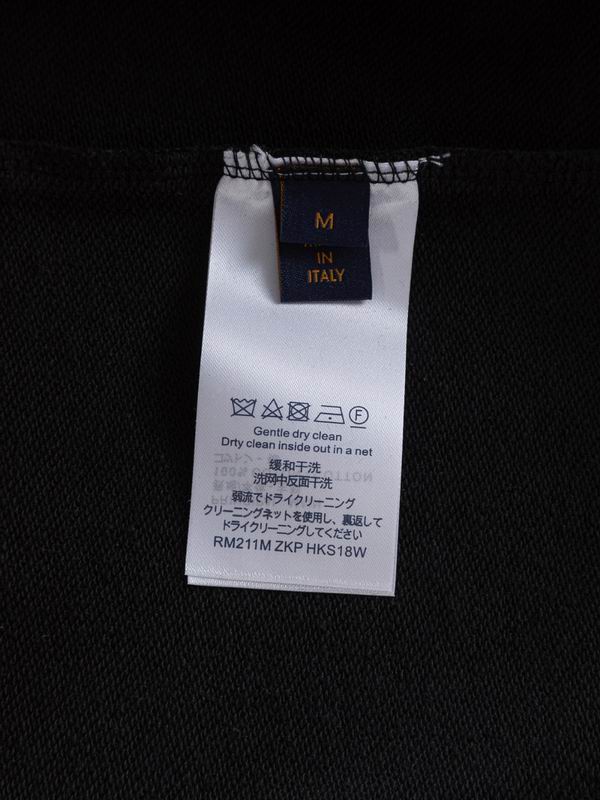 M
IN
ITALY
Gentle dry clean
Drty clean inside out in a net
缓和干洗
洗网中反面干洗
弱流でドライクリーニング
クリーニングネットを使用し、裏返して
ドライクリーニングしてください
RM211M ZKP HKS18W